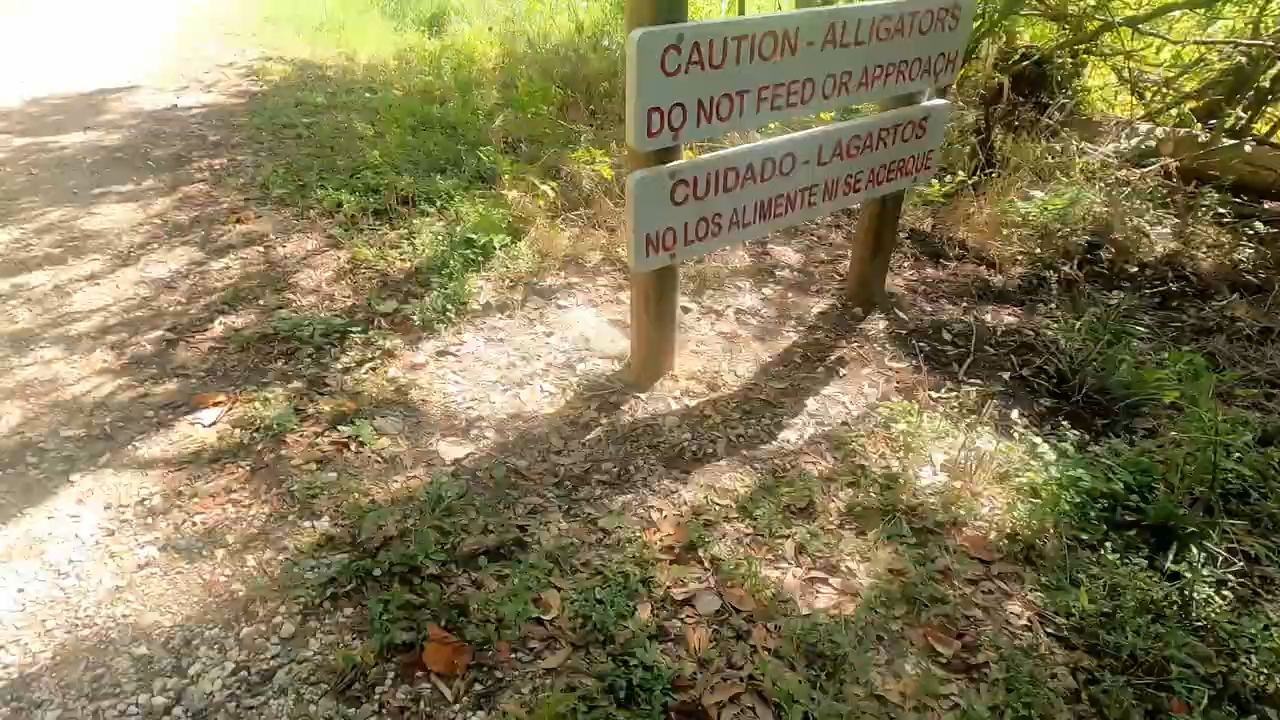 CAUTION - ALLIGATORS
DO NOT FEED OR APPROACH
CUIDADO - LAGARTOS
NO LOS ALIMENTE NI SE ACERQUE